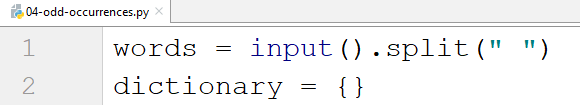 04-odd-occurrences.py ×
1 words = input().split(" ")
2 dictionary = {}